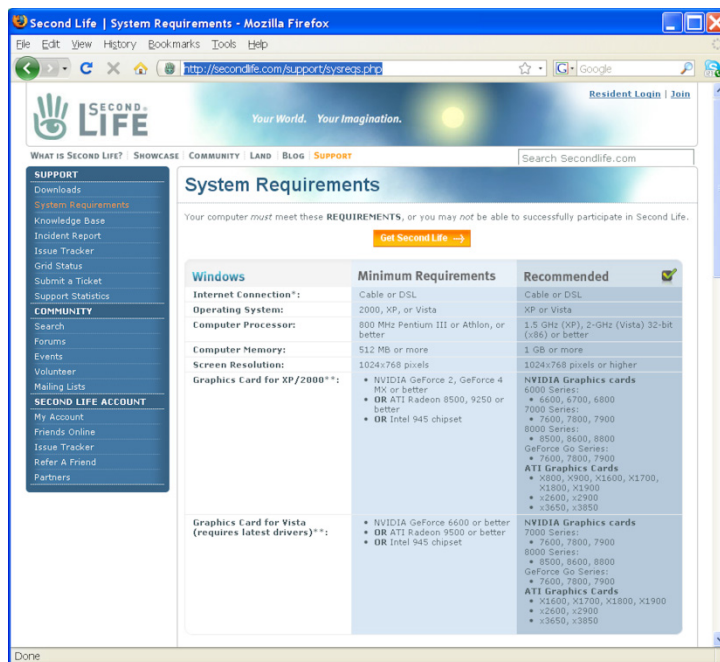 Second Life | System Requirements - Mozilla Firefox
File Edit View History Bookmarks Tools Help
http://secondlife.com/support/sysreqs.php
G Google
Resident Login | Join
SECOND LIFE
Your World. Your Imagination.
WHAT IS SECOND LIFE? | SHOWCASE | COMMUNITY | LAND | BLOG | SUPPORT
Search Secondlife.com
SUPPORT
Downloads
System Requirements
Knowledge Base
Incident Report
Issue Tracker
Grid Status
Submit a Ticket
Support Statistics
COMMUNITY
Search
Forums
Events
Volunteer
Mailing Lists
SECOND LIFE ACCOUNT
My Account
Friends Online
Issue Tracker
Refer A Friend
Partners
System Requirements
Your computer must meet these REQUIREMENTS, or you may not be able to successfully participate in Second Life.
Get Second Life →
Windows Minimum Requirements Recommended
Internet Connection*: Cable or DSL Cable or DSL
Operating System: 2000, XP, or Vista XP or Vista
Computer Processor: 800 MHz Pentium III or Athlon, or better 1.5 GHz (XP), 2-GHz (Vista) 32-bit (x86) or better
Computer Memory: 512 MB or more 1 GB or more
Screen Resolution: 1024x768 pixels 1024x768 pixels or higher
Graphics Card for XP/2000**:
• NVIDIA GeForce 2, GeForce 4 MX or better
• OR ATI Radeon 8500, 9250 or better
• OR Intel 945 chipset
NVIDIA Graphics cards
6000 Series:
• 6600, 6700, 6800
7000 Series:
• 7600, 7800, 7900
8000 Series:
• 8500, 8600, 8800
GeForce Go Series:
• 7600, 7800, 7900
ATI Graphics Cards
• X800, X900, X1600, X1700, X1800, X1900
• x2600, x2900
• x3650, x3850
Graphics Card for Vista (requires latest drivers)**:
• NVIDIA GeForce 6600 or better
• OR ATI Radeon 9500 or better
• OR Intel 945 chipset
NVIDIA Graphics cards
7000 Series:
• 7600, 7800, 7900
8000 Series:
• 8500, 8600, 8800
GeForce Go Series:
• 7600, 7800, 7900
ATI Graphics Cards
• X1600, X1700, X1800, X1900
• x2600, x2900
• x3650, x3850
Done